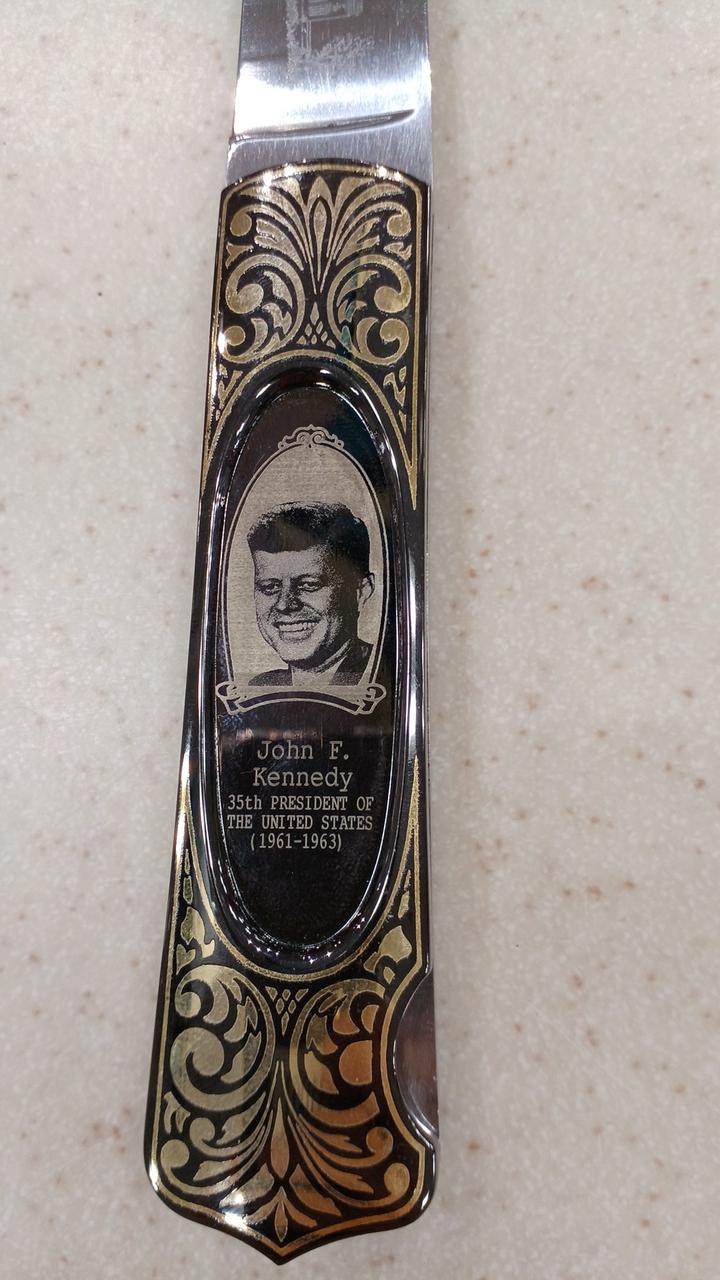 John F.
Kennedy
35th PRESIDENT OF
THE UNITED STATES
(1961-1963)